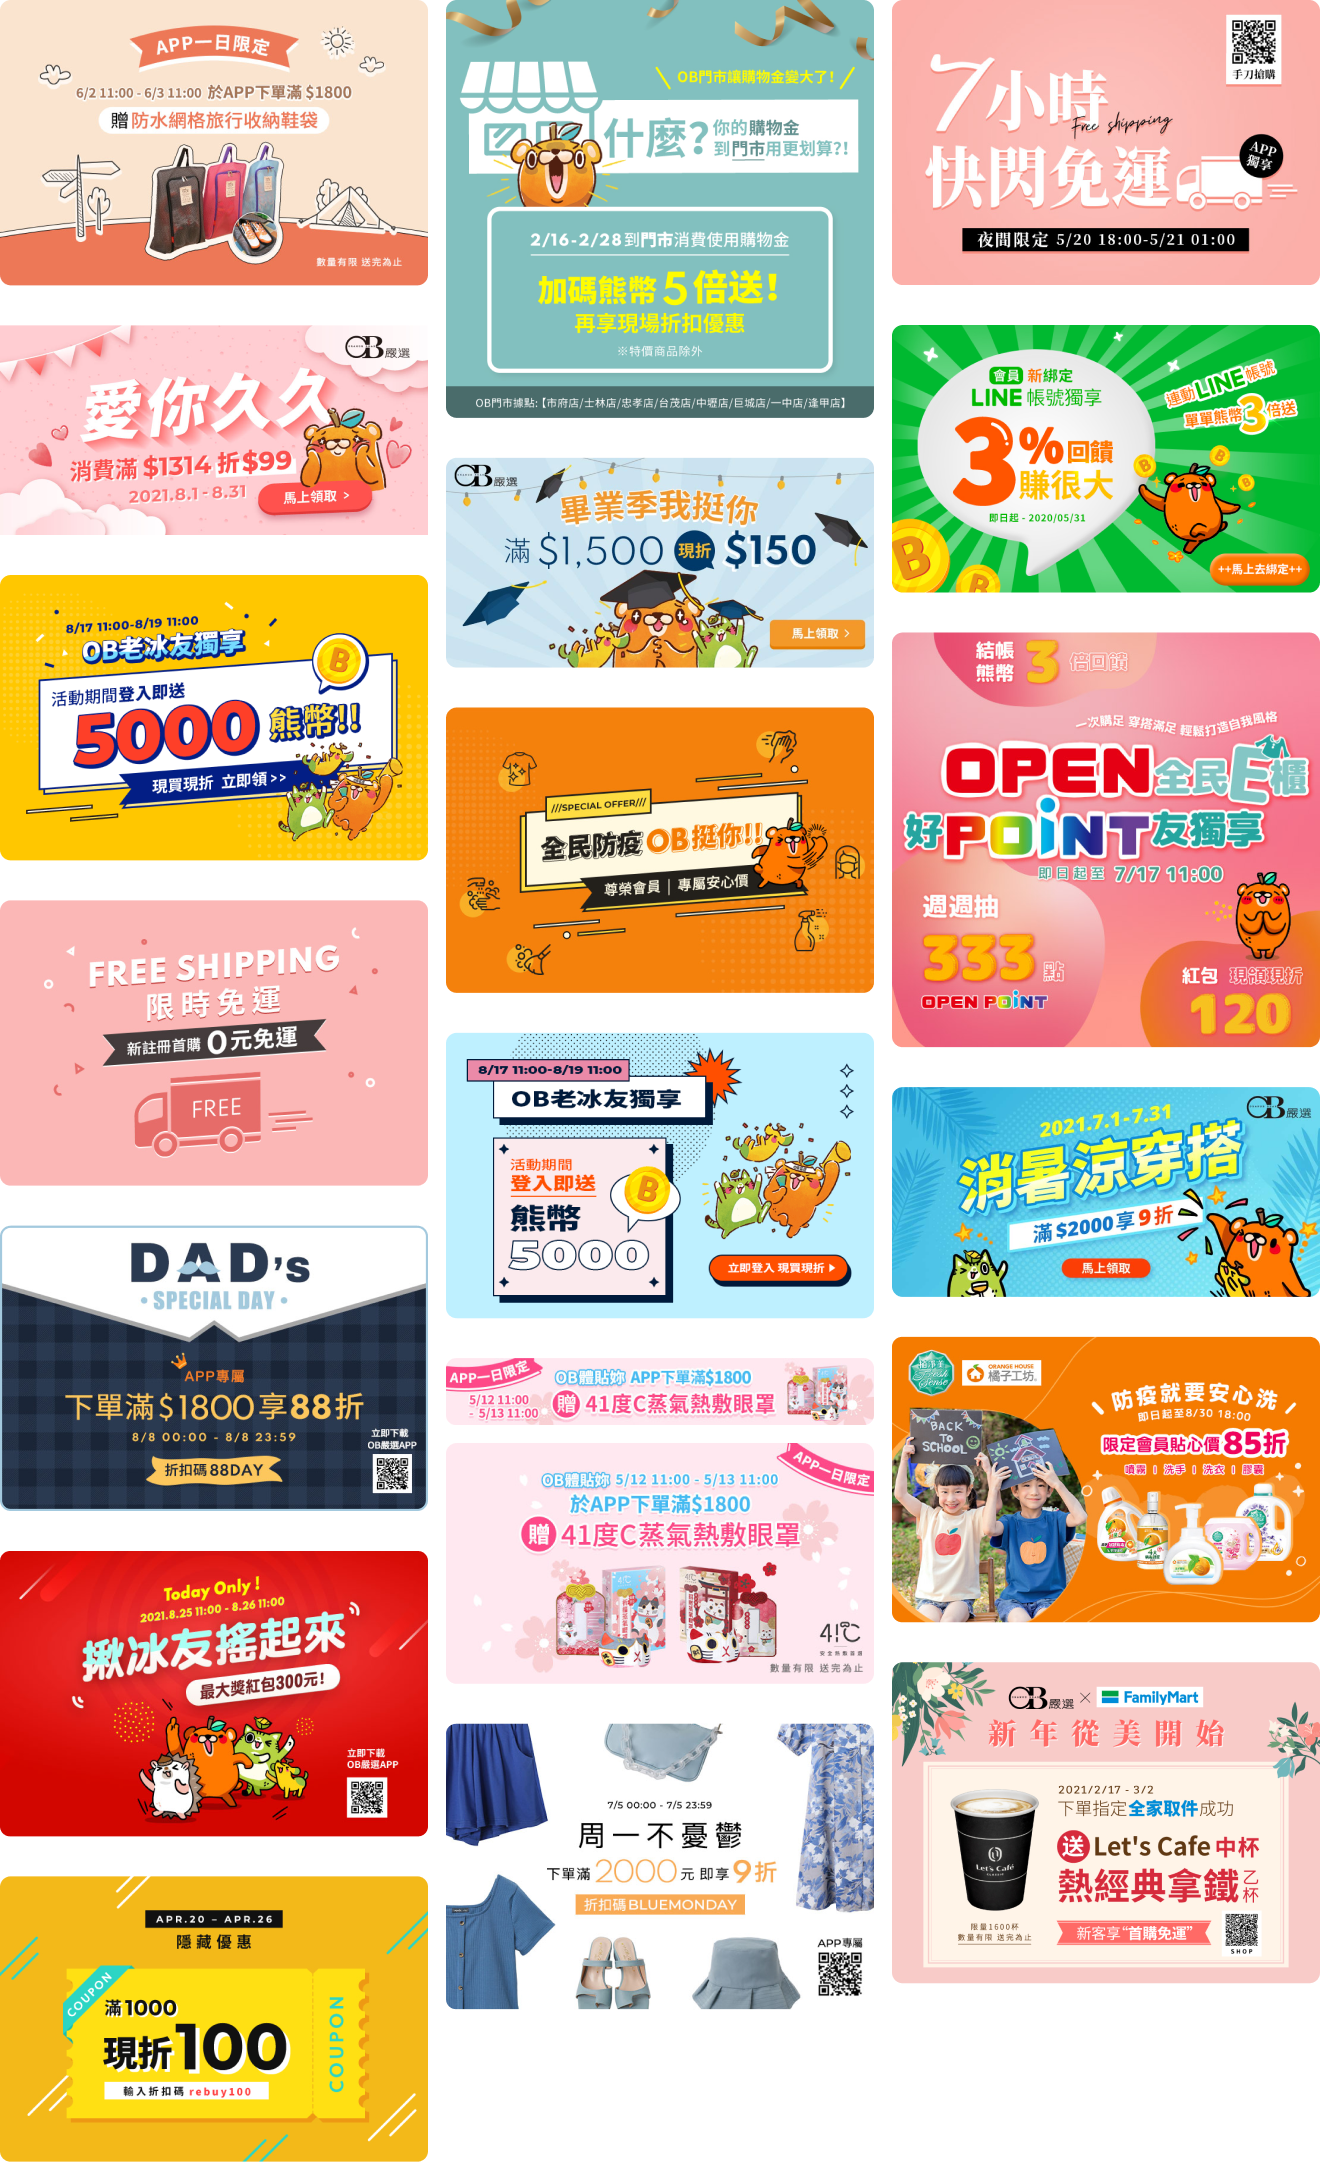 APP一日限定
6/2 11:00 - 6/3 11:00 於APP下單滿 $1800
贈 防水網格旅行收納鞋袋
數量有限 送完為止
OB嚴選
愛你久久
消費滿 $1314 折 $99
2021.8.1 - 8.31
馬上領取 >
8/17 11:00-8/19 11:00
OB老冰友獨享
B
活動期間登入即送
5000 熊幣!!
現買現折 立即領 >>
FREE SHIPPING
限時免運
新註冊首購 0元免運
FREE
DAD's
• SPECIAL DAY •
APP專屬
下單滿$1800享88折
8/8 00:00 - 8/8 23:59
折扣碼 88DAY
立即下載
OB嚴選APP
Today Only !
2021.8.25 11:00 - 8.26 11:00
揪冰友搖起來
最大獎紅包300元!
立即下載
OB嚴選APP
APR.20 – APR.26
隱藏優惠
COUPON
滿1000
現折100
輸入折扣碼 rebuy100
COUPON
OB門市讓購物金變大了!
什麼?
你的購物金
到門市用更划算?!
2/16-2/28到門市消費使用購物金
加碼熊幣5倍送!
再享現場折扣優惠
※特價商品除外
OB門市據點:【市府店/士林店/忠孝店/台茂店/中壢店/巨城店/一中店/逢甲店】
OB嚴選
畢業季我挺你
滿 $1,500 現折 $150
馬上領取 >
///SPECIAL OFFER///
全民防疫 OB挺你!!
尊榮會員 | 專屬安心價
8/17 11:00-8/19 11:00
OB老冰友獨享
活動期間
登入即送
B
熊幣
5000
立即登入 現買現折
APP一日限定
5/12 11:00
- 5/13 11:00
OB體貼妳 APP下單滿$1800
贈 41度C蒸氣熱敷眼罩
APP一日限定
OB體貼妳 5/12 11:00 - 5/13 11:00
於APP下單滿$1800
贈 41度C蒸氣熱敷眼罩
41°C
數量有限 送完為止
7/5 00:00 - 7/5 23:59
周一不憂鬱
下單滿2000元 即享9折
折扣碼BLUEMONDAY
APP專屬
手刀搶購
7小時
Free shipping
快閃免運
APP
獨享
夜間限定 5/20 18:00-5/21 01:00
會員 新綁定
LINE 帳號獨享
3%回饋
賺很大
即日起 - 2020/05/31
連動LINE帳號
單單熊幣3倍送
B
B
B
B
B
++馬上去綁定++
結帳
熊幣
3倍回饋
一次購足 穿搭滿足 輕鬆打造自我風格
OPEN全民E櫃
好POiNT友獨享
即日起至 7/17 11:00
週週抽
333點
OPEN POiNT
紅包 現領現折
120
OB嚴選
2021.7.1-7.31
消暑涼穿搭
滿$2000享9折
馬上領取
Fresh
Sense
ORANGE HOUSE
橘子工坊
BACK
TO
SCHOOL
防疫就要安心洗
即日起至8/30 18:00
限定會員貼心價85折
噴霧 | 洗手 | 洗衣 | 膠囊
OB嚴選 × FamilyMart
新年從美開始
2021/2/17 - 3/2
下單指定全家取件成功
送 Let's Cafe 中杯
熱經典拿鐵乙杯
新客享“首購免運”
SHOP
Let's Café
限量1600杯
數量有限 送完為止